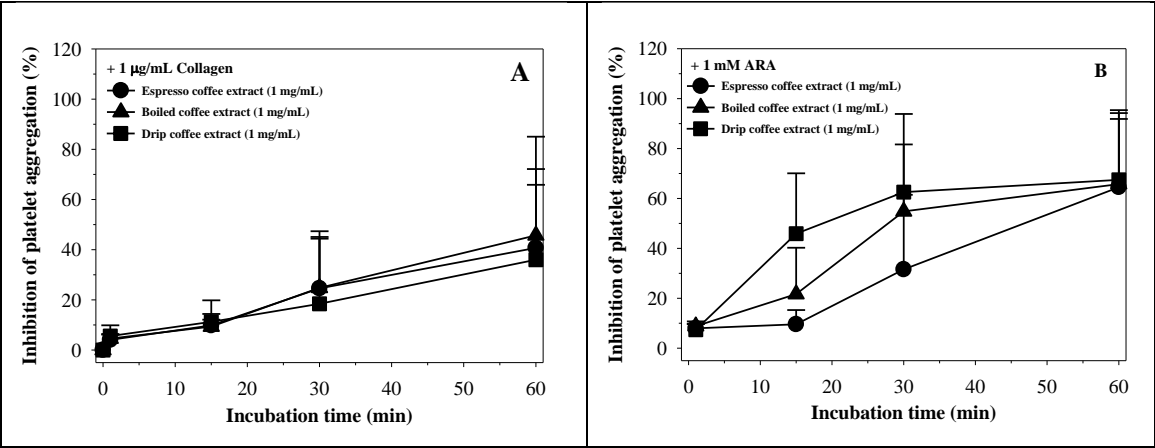 Inhibition of platelet aggregation (%)
120
100
80
60
40
20
0
+ 1 µg/mL Collagen
A
Espresso coffee extract (1 mg/mL)
Boiled coffee extract (1 mg/mL)
Drip coffee extract (1 mg/mL)
0 10 20 30 40 50 60
Incubation time (min)
Inhibition of platelet aggregation (%)
120
100
80
60
40
20
0
+ 1 mM ARA
B
Espresso coffee extract (1 mg/mL)
Boiled coffee extract (1 mg/mL)
Drip coffee extract (1 mg/mL)
0 10 20 30 40 50 60
Incubation time (min)